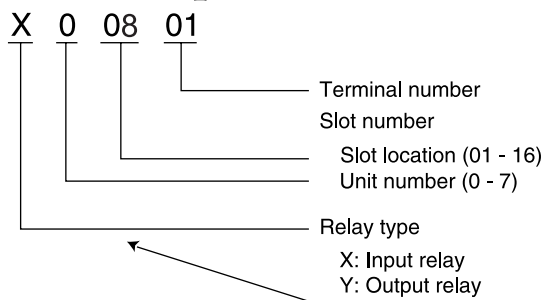 X 0 08 01
Terminal number
Slot number
Slot location (01 - 16)
Unit number (0 - 7)
Relay type
X: Input relay
Y: Output relay